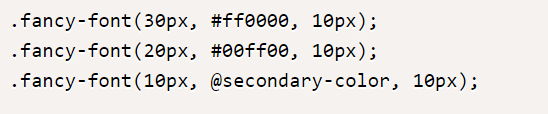 .fancy-font(30px, #ff0000, 10px);
.fancy-font(20px, #00ff00, 10px);
.fancy-font(10px, @secondary-color, 10px);